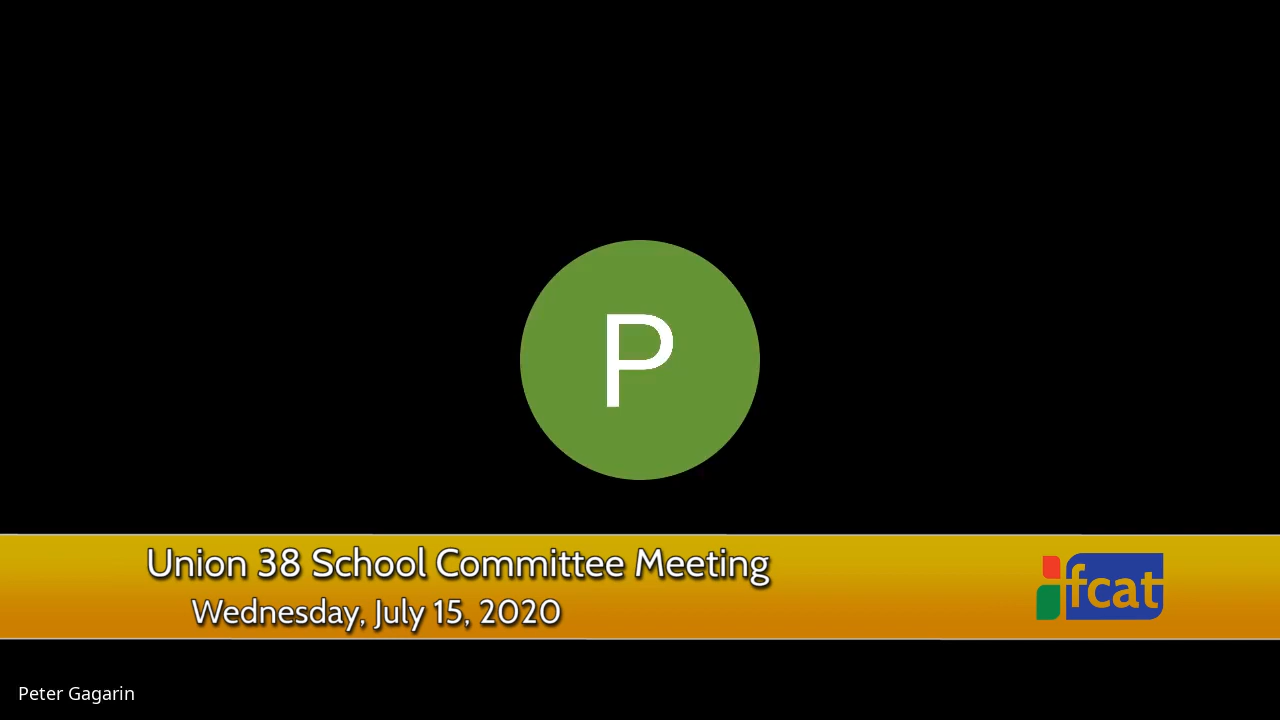 P
Union 38 School Committee Meeting
Wednesday, July 15, 2020
fcat
Peter Gagarin